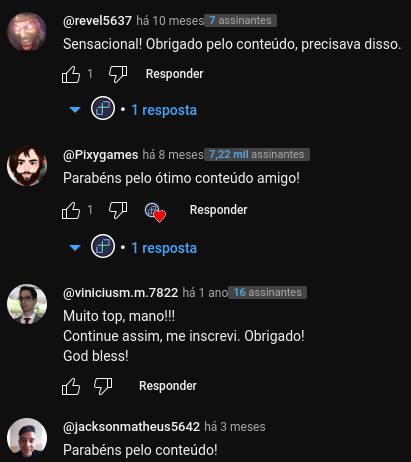 @revel5637 há 10 meses 7 assinantes
Sensacional! Obrigado pelo conteúdo, precisava disso.
1 Responder
• 1 resposta
@Pixygames há 8 meses 7,22 mil assinantes
Parabéns pelo ótimo conteúdo amigo!
1 Responder
• 1 resposta
@viniciusm.m.7822 há 1 ano 16 assinantes
Muito top, mano!!!
Continue assim, me inscrevi. Obrigado!
God bless!
Responder
@jacksonmatheus5642 há 3 meses
Parabéns pelo conteúdo!